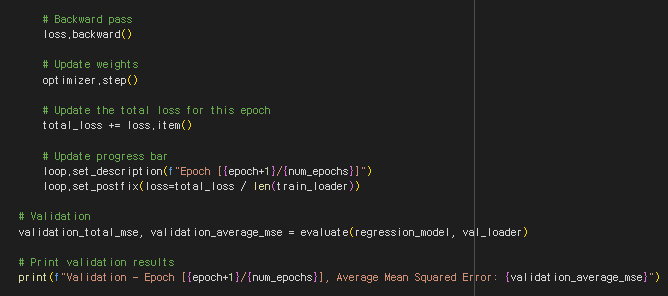 # Backward pass
loss.backward()
# Update weights
optimizer.step()
# Update the total loss for this epoch
total_loss += loss.item()
# Update progress bar
loop.set_description(f"Epoch [{epoch+1}/{num_epochs}]")
loop.set_postfix(loss=total_loss / len(train_loader))
# Validation
validation_total_mse, validation_average_mse = evaluate(regression_model, val_loader)
# Print validation results
print(f"Validation - Epoch [{epoch+1}/{num_epochs}], Average Mean Squared Error: {validation_average_mse}")